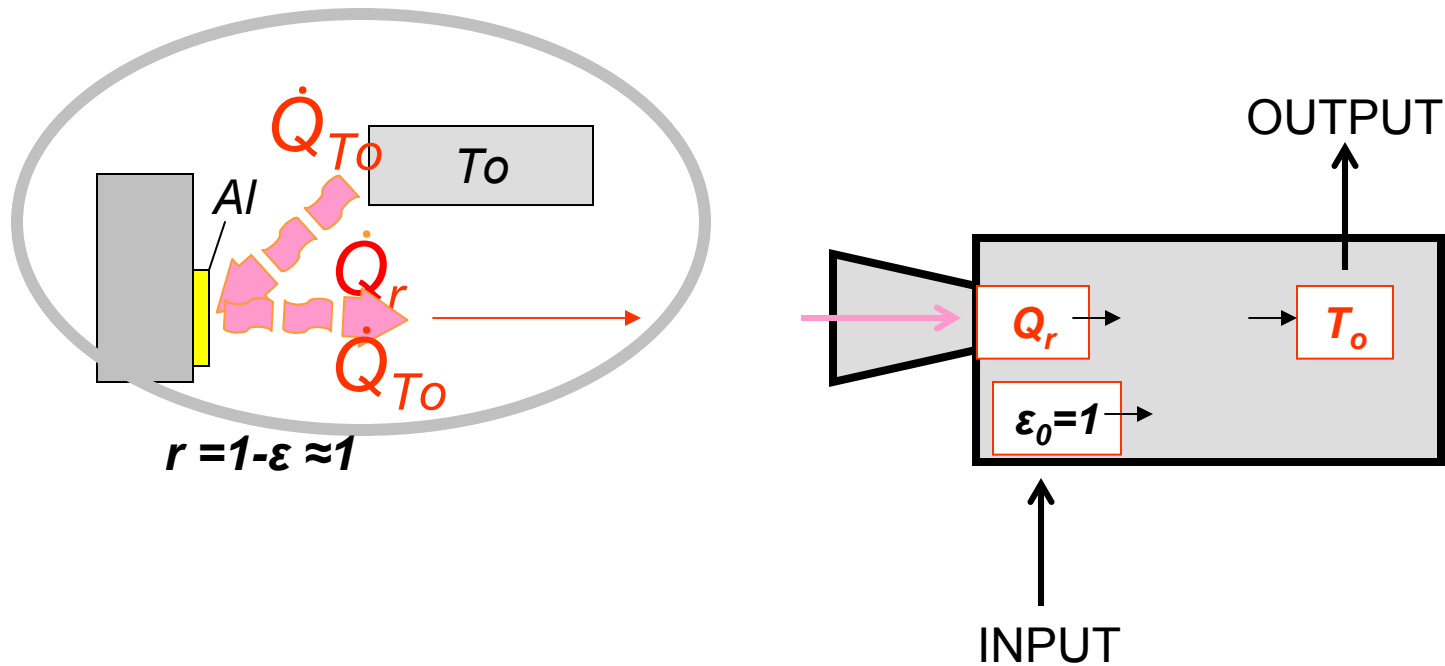 Q̇To
To
Al
Q̇r
Q̇To
r =1-ε ≈1
OUTPUT
Qr
To
ε0=1
INPUT